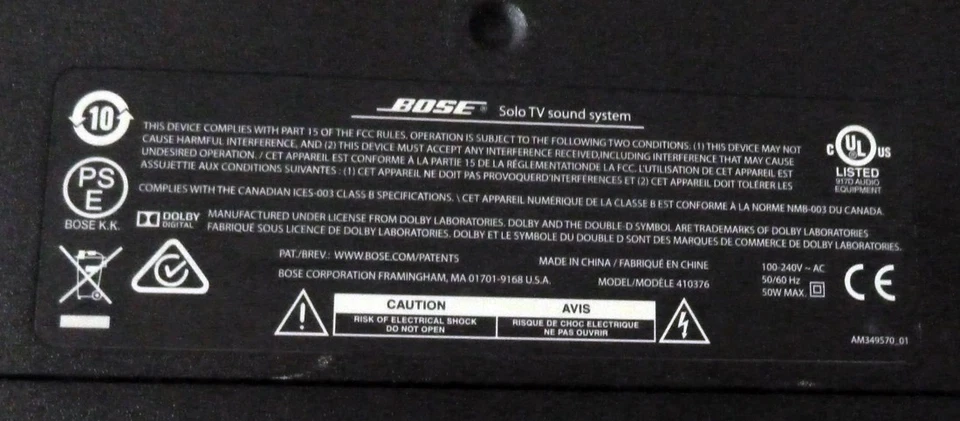 10
BOSE® Solo TV sound system
THIS DEVICE COMPLIES WITH PART 15 OF THE FCC RULES. OPERATION IS SUBJECT TO THE FOLLOWING TWO CONDITIONS: (1) THIS DEVICE MAY NOT
CAUSE HARMFUL INTERFERENCE, AND (2) THIS DEVICE MUST ACCEPT ANY INTERFERENCE RECEIVED,INCLUDING INTERFERENCE THAT MAY CAUSE
UNDESIRED OPERATION. / CET APPAREIL EST CONFORME À LA PARTIE 15 DE LA RÉGLEMENTATIONDE LA FCC. L'UTILISATION DE CET APPAREIL EST
ASSUJETTIE AUX CONDITIONS SUIVANTES : (1) CET APPAREIL NE DOIT PAS PROVOQUERD'INTERFÉRENCES ET (2) CET APPAREIL DOIT TOLÉRER LES
C UL US
LISTED
917D AUDIO
EQUIPMENT
PS
E
BOSE K.K.
COMPLIES WITH THE CANADIAN ICES-003 CLASS B SPECIFICATIONS. \ CET APPAREIL NUMÉRIQUE DE LA CLASSE B EST CONFORME À LA NORME NMB-003 DU CANADA.
DOLBY
DIGITAL
MANUFACTURED UNDER LICENSE FROM DOLBY LABORATORIES. DOLBY AND THE DOUBLE-D SYMBOL ARE TRADEMARKS OF DOLBY LABORATORIES
FABRIQUÉ SOUS LICENCE DE DOLBY LABORATORIES. DOLBY ET LE SYMBOLE DU DOUBLE D SONT DES MARQUES DE COMMERCE DE DOLBY LABORATORIES.
PAT./BREV.: WWW.BOSE.COM/PATENTS
MADE IN CHINA / FABRIQUÉ EN CHINE
BOSE CORPORATION FRAMINGHAM, MA 01701-9168 U.S.A.
MODEL/MODÈLE 410376
100-240V ~ AC
50/60 Hz
50W MAX.
CE
CAUTION
RISK OF ELECTRICAL SHOCK
DO NOT OPEN
AVIS
RISQUE DE CHOC ELECTRIQUE
NE PAS OUVRIR
AM349570_01